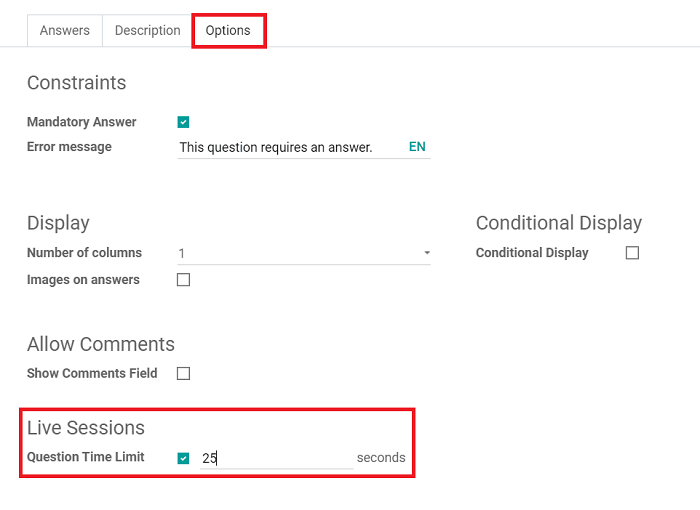 Answers Description Options
Constraints
Mandatory Answer
Error message This question requires an answer. EN
Display Conditional Display
Number of columns 1 Conditional Display
Images on answers
Allow Comments
Show Comments Field
Live Sessions
Question Time Limit 25 seconds